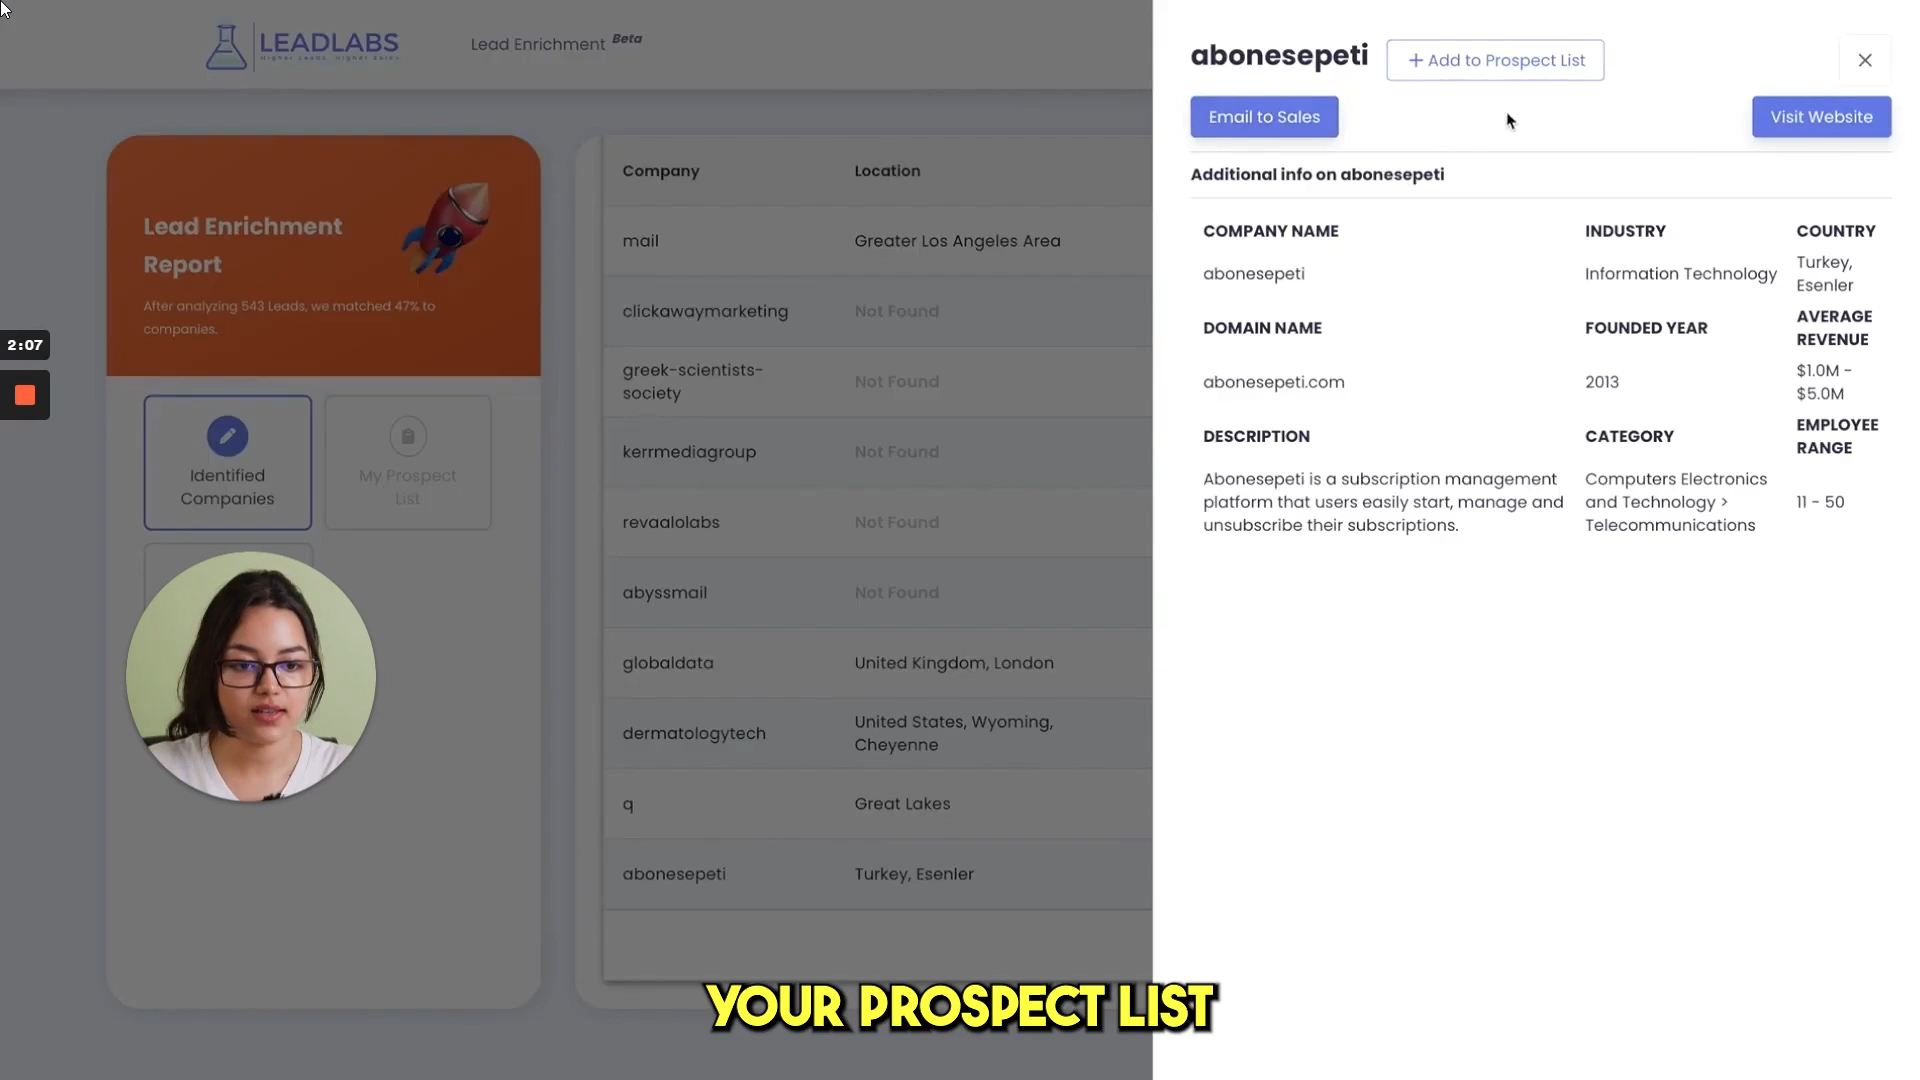 LEADLABS
Higher Leads, Higher Sales
Lead Enrichment Beta
Lead Enrichment
Report
After analyzing 543 Leads, we matched 47% to
companies.
2:07
Identified
Companies
My Prospect
List
Company Location
mail Greater Los Angeles Area
clickawaymarketing Not Found
greek-scientists-
society Not Found
kerrmediagroup Not Found
revaalolabs Not Found
abyssmail Not Found
globaldata United Kingdom, London
dermatologytech United States, Wyoming,
Cheyenne
q Great Lakes
abonesepeti Turkey, Esenler
abonesepeti + Add to Prospect List
Email to Sales Visit Website
Additional info on abonesepeti
COMPANY NAME INDUSTRY COUNTRY
abonesepeti Information Technology Turkey,
Esenler
DOMAIN NAME FOUNDED YEAR AVERAGE
REVENUE
abonesepeti.com 2013 $1.0M -
$5.0M
DESCRIPTION CATEGORY EMPLOYEE
RANGE
Abonesepeti is a subscription management Computers Electronics
platform that users easily start, manage and and Technology > 11 - 50
unsubscribe their subscriptions. Telecommunications
YOUR PROSPECT LIST